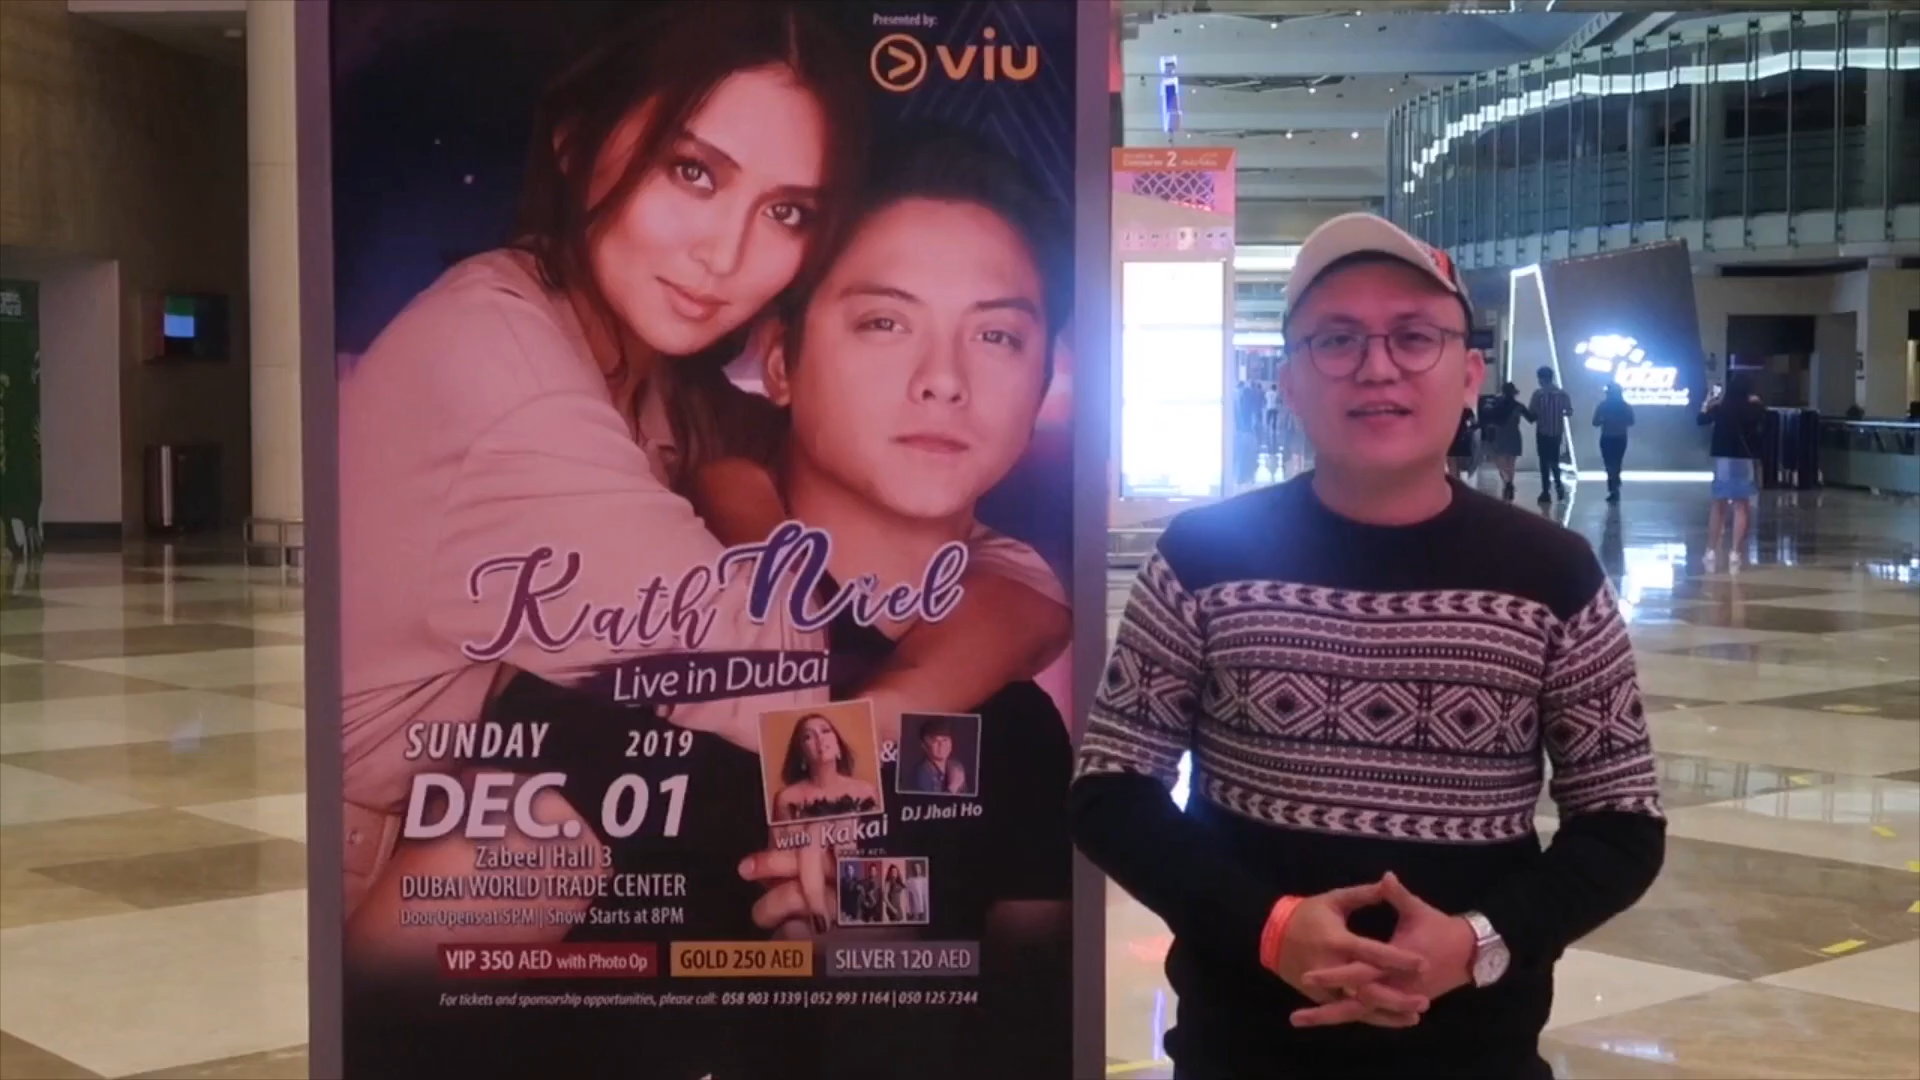 Presented by:
viu
KathNiel
Live in Dubai
SUNDAY 2019
DEC. 01
Zabeel Hall 3
DUBAI WORLD TRADE CENTER
Door Opens at 5PM | Show Starts at 8PM
with Kakai
&
DJ Jhai Ho
VIP 350 AED with Photo Op
GOLD 250 AED
SILVER 120 AED
For tickets and sponsorship opportunities, please call: 058 903 1339 | 052 993 1164 | 050 125 7344
Concourse 2